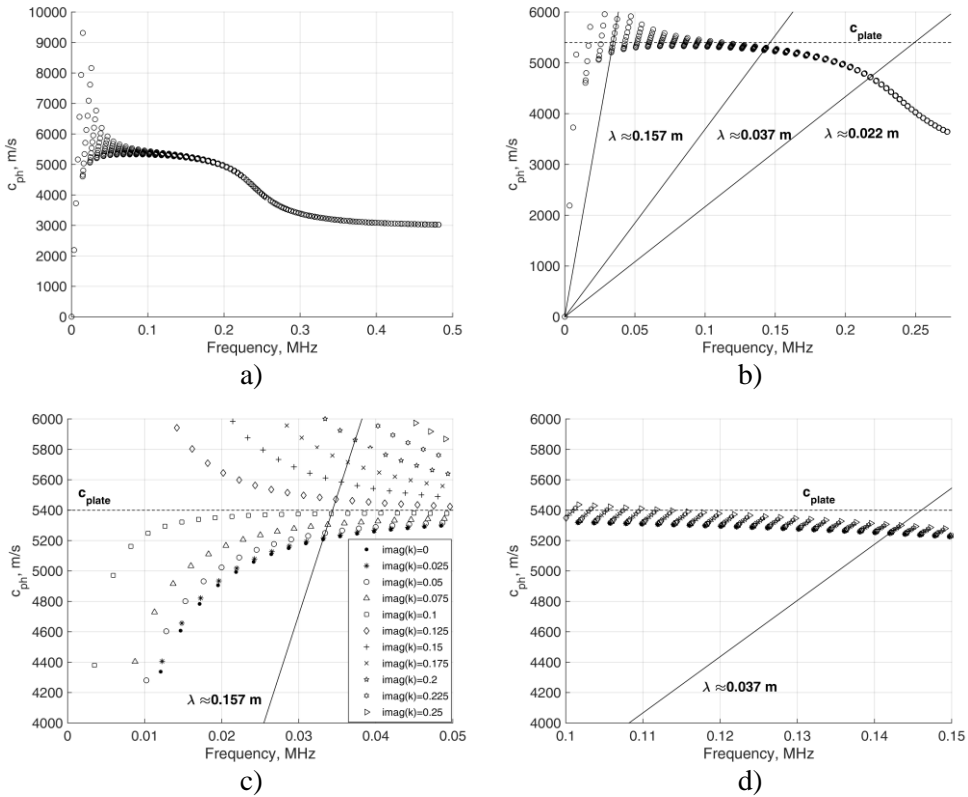 10000
9000
8000
7000
6000
5000
4000
3000
2000
1000
0
c_ph, m/s
0 0.1 0.2 0.3 0.4 0.5
Frequency, MHz
a)
6000
5000
4000
3000
2000
1000
0
c_ph, m/s
c_plate
λ ≈0.157 m
λ ≈0.037 m
λ ≈0.022 m
0 0.05 0.1 0.15 0.2 0.25
Frequency, MHz
b)
6000
5800
5600
5400
5200
5000
4800
4600
4400
4200
4000
c_ph, m/s
c_plate
λ ≈0.157 m
imag(k)=0
imag(k)=0.025
imag(k)=0.05
imag(k)=0.075
imag(k)=0.1
imag(k)=0.125
imag(k)=0.15
imag(k)=0.175
imag(k)=0.2
imag(k)=0.225
imag(k)=0.25
0 0.01 0.02 0.03 0.04 0.05
Frequency, MHz
c)
6000
5800
5600
5400
5200
5000
4800
4600
4400
4200
4000
c_ph, m/s
c_plate
λ ≈0.037 m
0.1 0.11 0.12 0.13 0.14 0.15
Frequency, MHz
d)